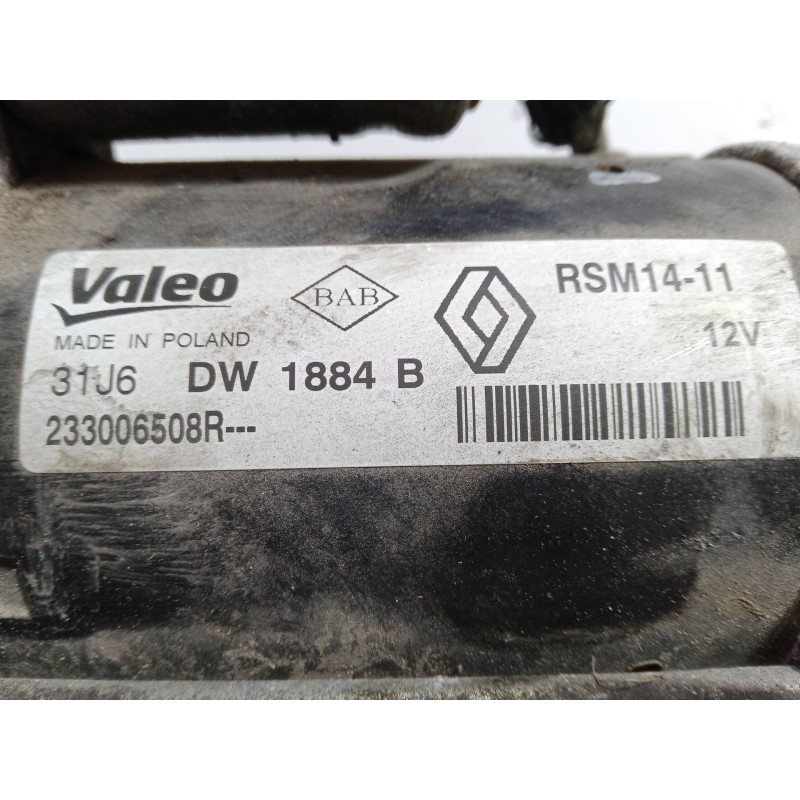 Valeo
BAB
RSM14-11
MADE IN POLAND
12V
31J6 DW 1884 B
233006508R---